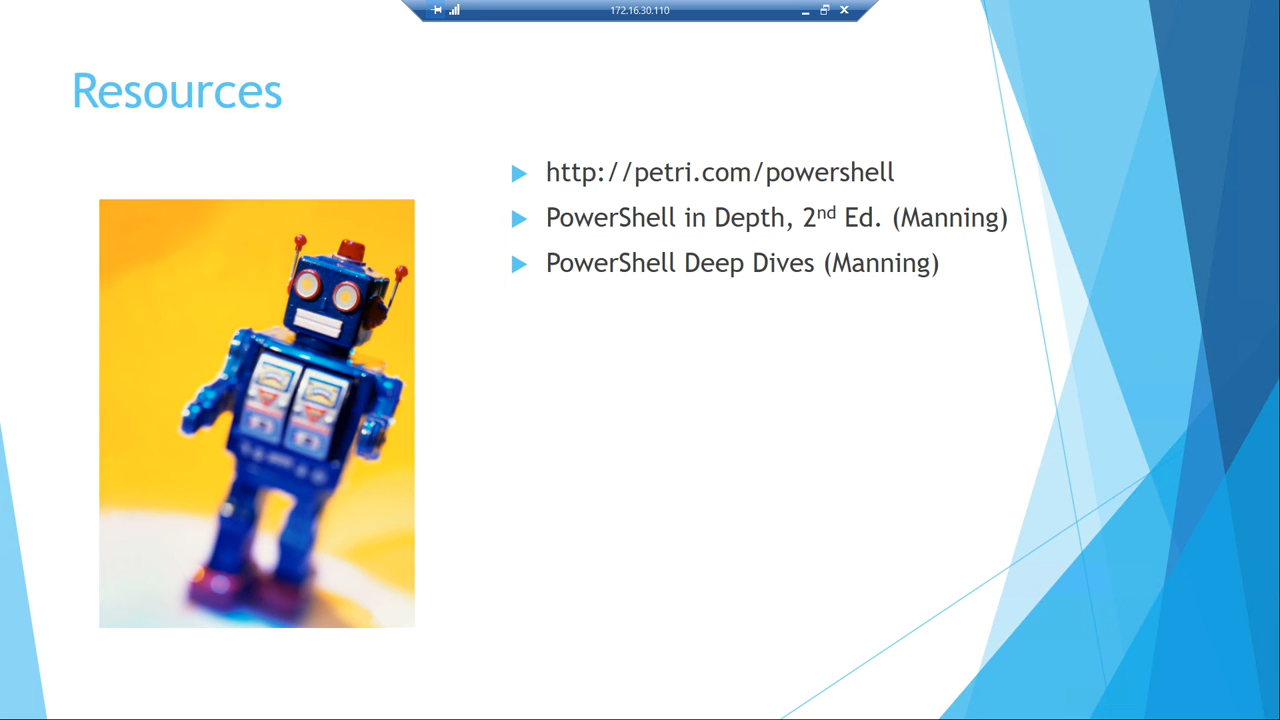 172.16.30.110
Resources
http://petri.com/powershell
PowerShell in Depth, 2nd Ed. (Manning)
PowerShell Deep Dives (Manning)